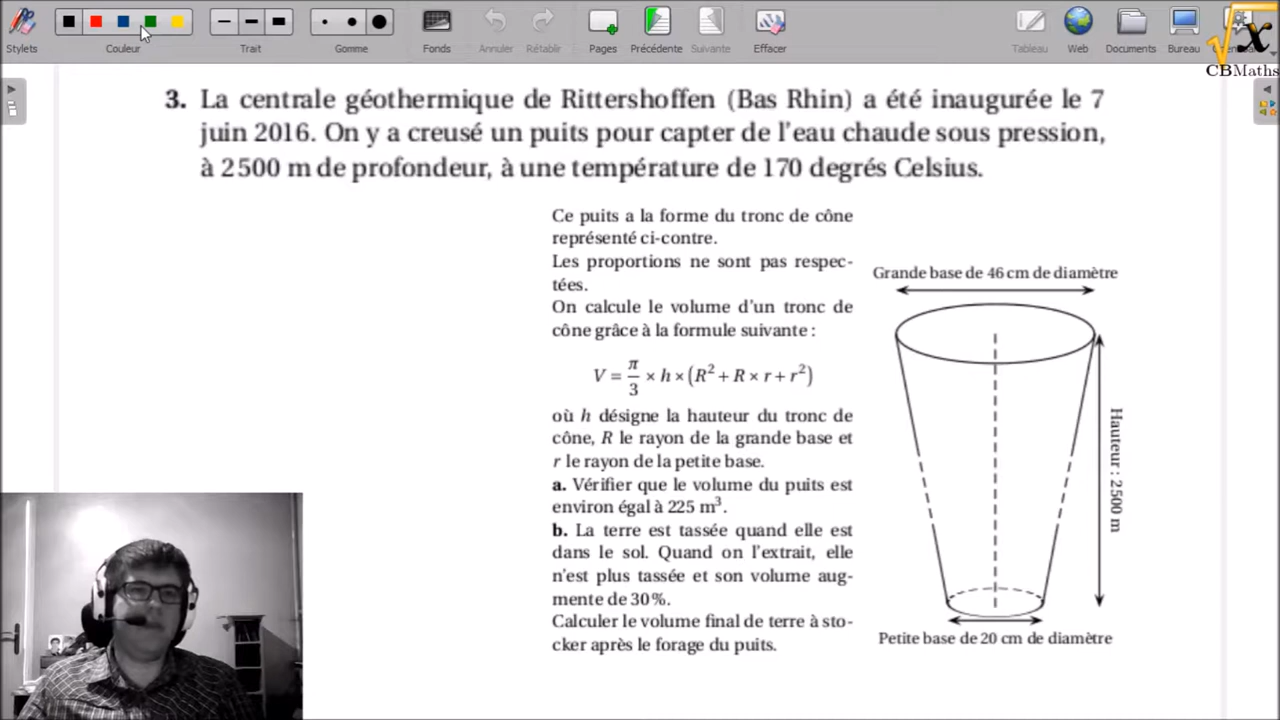 Stylets
Couleur
Trait
Gomme
Fonds
Annuler
Rétablir
Pages
Précédente
Suivante
Effacer
Tableau
Web
Documents
Bureau
CBMaths
3. La centrale géothermique de Rittershoffen (Bas Rhin) a été inaugurée le 7
juin 2016. On y a creusé un puits pour capter de l'eau chaude sous pression,
à 2 500 m de profondeur, à une température de 170 degrés Celsius.
Ce puits a la forme du tronc de cône
représenté ci-contre.
Les proportions ne sont pas respec-
tées.
On calcule le volume d'un tronc de
cône grâce à la formule suivante :
V = π/3 × h × (R² + R × r + r²)
où h désigne la hauteur du tronc de
cône, R le rayon de la grande base et
r le rayon de la petite base.
a. Vérifier que le volume du puits est
environ égal à 225 m³.
b. La terre est tassée quand elle est
dans le sol. Quand on l'extrait, elle
n'est plus tassée et son volume aug-
mente de 30 %.
Calculer le volume final de terre à sto-
cker après le forage du puits.
Grande base de 46 cm de diamètre
Hauteur : 2500 m
Petite base de 20 cm de diamètre